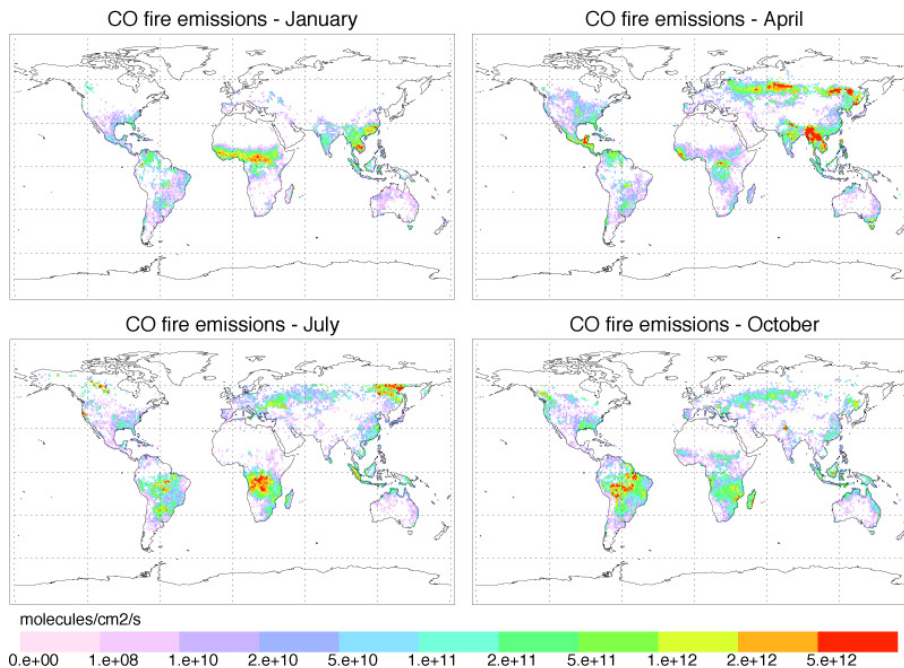 CO fire emissions - January
CO fire emissions - April
CO fire emissions - July
CO fire emissions - October
molecules/cm2/s
0.e+00 1.e+08 1.e+10 2.e+10 5.e+10 1.e+11 2.e+11 5.e+11 1.e+12 2.e+12 5.e+12